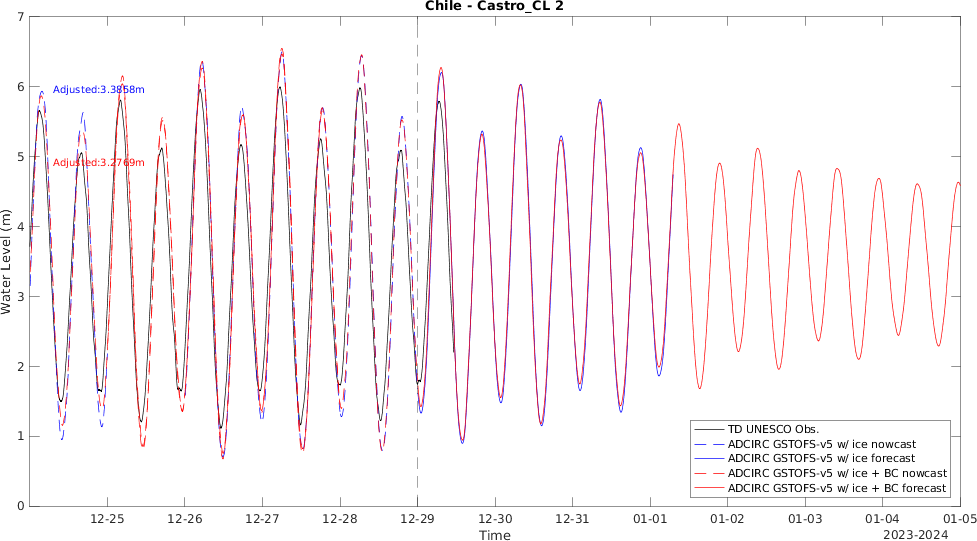 Chile - Castro_CL 2
7
6
5
4
3
2
1
0
Water Level (m)
Adjusted:3.3858m
Adjusted:3.2769m
TD UNESCO Obs.
ADCIRC GSTOFS-v5 w/ ice nowcast
ADCIRC GSTOFS-v5 w/ ice forecast
ADCIRC GSTOFS-v5 w/ ice + BC nowcast
ADCIRC GSTOFS-v5 w/ ice + BC forecast
12-25 12-26 12-27 12-28 12-29 12-30 12-31 01-01 01-02 01-03 01-04 01-05
Time
2023-2024